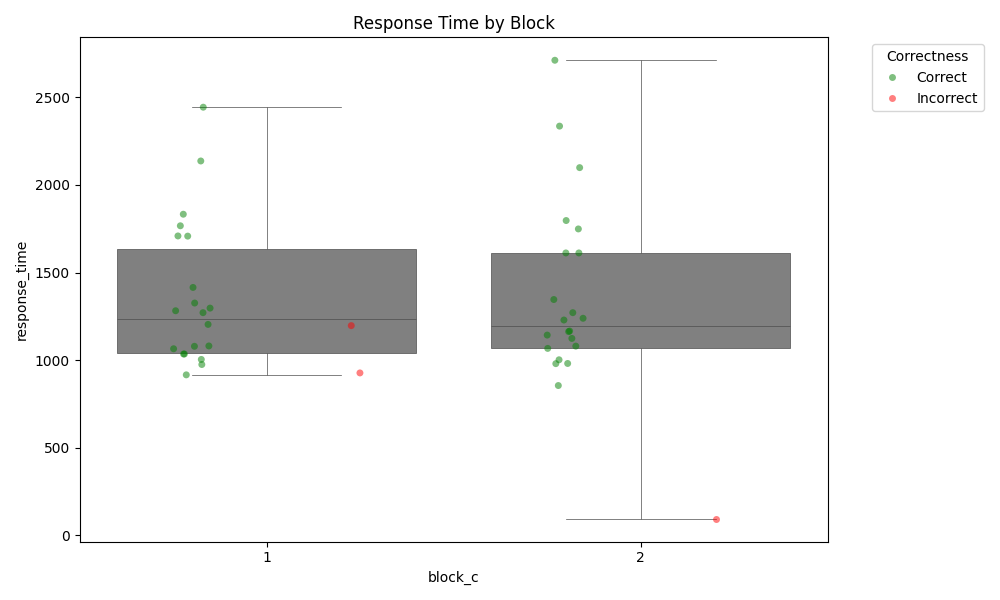 Response Time by Block
Correctness
Correct
Incorrect
2500
2000
1500
1000
500
0
response_time
1
2
block_c